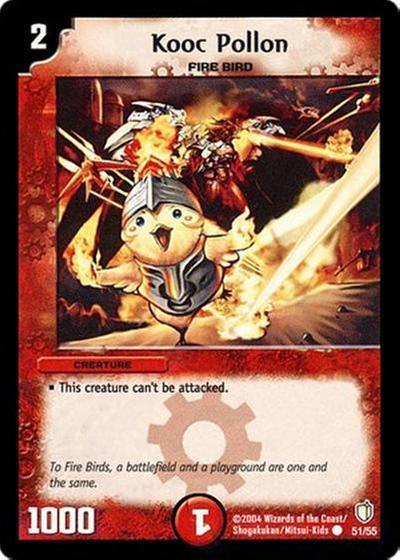 2
Kooc Pollon
FIRE BIRD
CREATURE
▪ This creature can't be attacked.
To Fire Birds, a battlefield and a playground are one and
the same.
1000
1
©2004 Wizards of the Coast/
Shogakukan/Mitsui-Kids ● 51/55